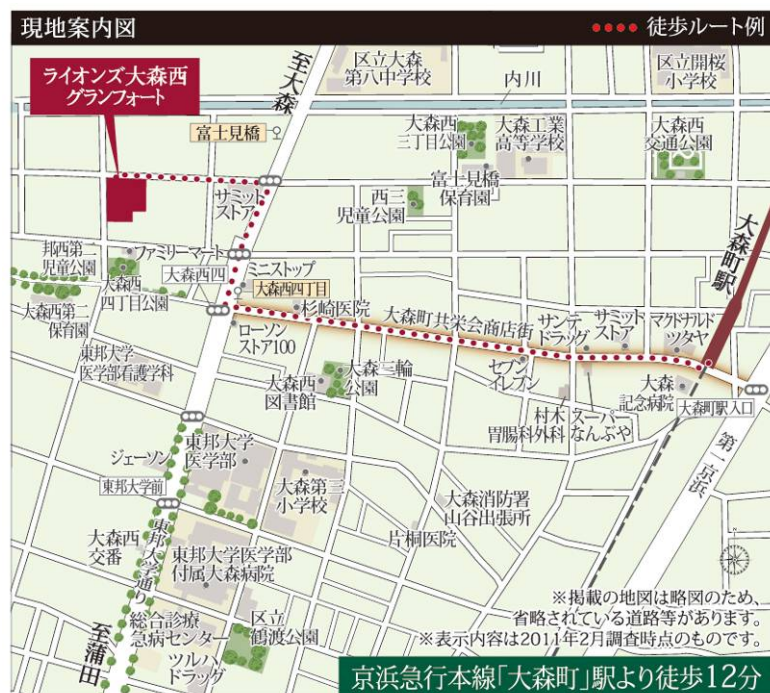 現地案内図
●●●● 徒歩ルート例
ライオンズ大森西
グランフォート
至大森
区立大森
第八中学校
内川
区立開桜
小学校
富士見橋
大森西
三丁目公園
大森工業
高等学校
大森西
交通公園
サミット
ストア
西三
児童公園
富士見橋
保育園
大森町駅
邦西第二
児童公園
ファミリーマート
大森西
四丁目公園
大森西四
ミニストップ
大森西四丁目
杉崎医院
大森町共栄会商店街
サンテ
ドラッグ
サミット
ストア
マクドナルド
ツタヤ
大森西第二
保育園
ローソン
ストア100
東邦大学
医学部看護学科
大森西
図書館
大森三輪
公園
セブン
イレブン
村木
胃腸科外科
スーパー
なんぶや
大森
記念病院
大森町駅入口
第一京浜
東邦大学
医学部
ジェーソン
東邦大学前
大森第三
小学校
大森消防署
山谷出張所
片桐医院
大森西
交番
東邦大学通り
東邦大学医学部
付属大森病院
総合診療
急病センター
区立
鶴渡公園
ツルハ
ドラッグ
至蒲田
N
※掲載の地図は略図のため、
省略されている道路等があります。
※表示内容は2011年2月調査時点のものです。
京浜急行本線「大森町」駅より徒歩12分